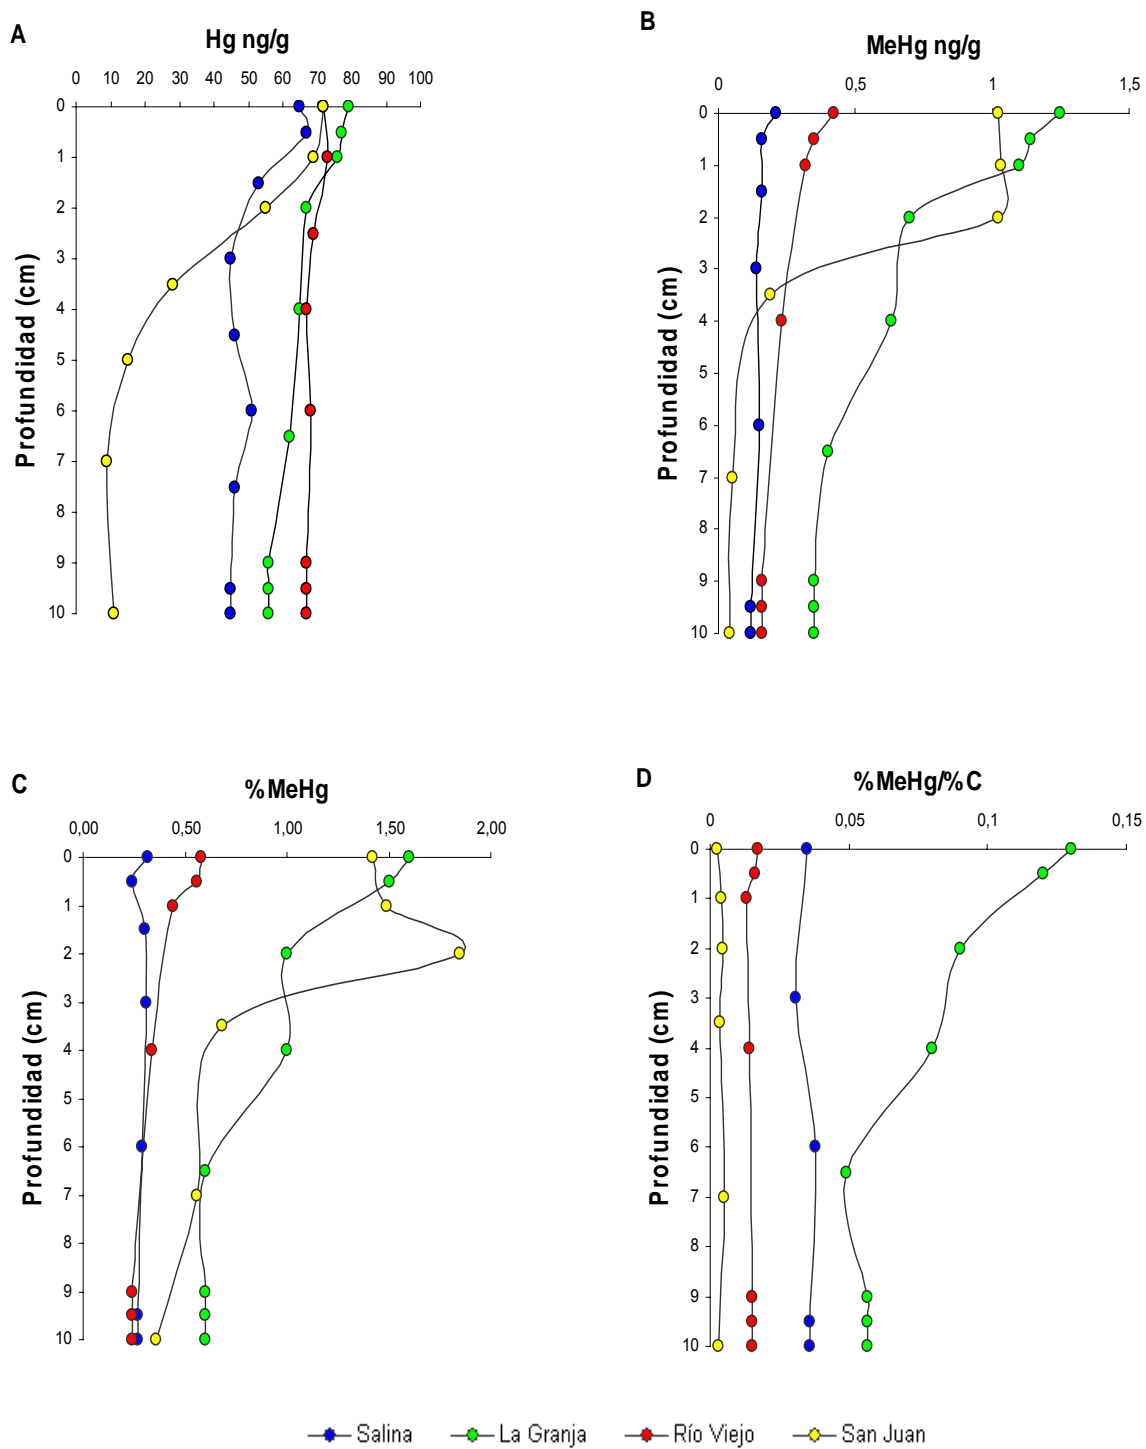 A
Hg ng/g
0 10 20 30 40 50 60 70 80 90 100
0
1
2
3
4
5
6
7
8
9
10
Profundidad (cm)
B
MeHg ng/g
0 0,5 1 1,5
0
1
2
3
4
5
6
7
8
9
10
Profundidad (cm)
C
%MeHg
0,00 0,50 1,00 1,50 2,00
0
1
2
3
4
5
6
7
8
9
10
Profundidad (cm)
D
%MeHg/%C
0 0,05 0,1 0,15
0
1
2
3
4
5
6
7
8
9
10
Profundidad (cm)
Salina La Granja Río Viejo San Juan